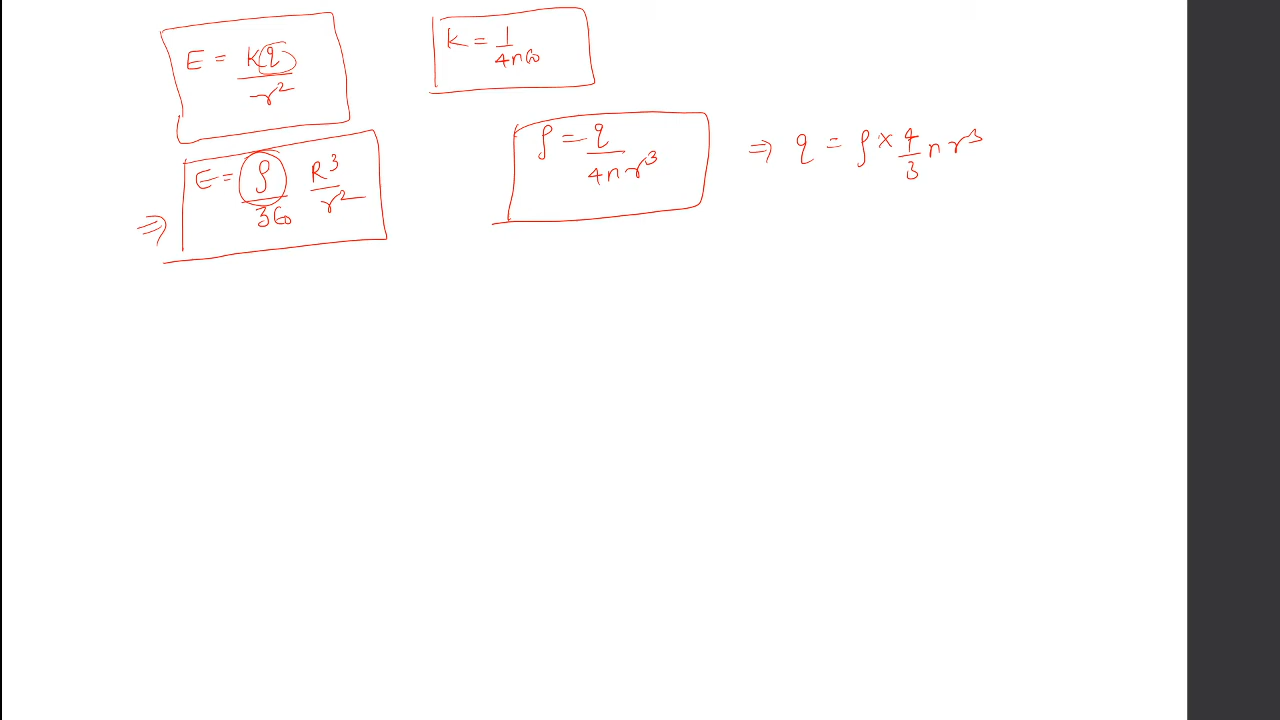 E = Kq/r²
K = 1/4πε₀
ρ = q/4πr³
⇒ q = ρ × 4/3 πr³
⇒ E = ρ/3ε₀ R³/r²